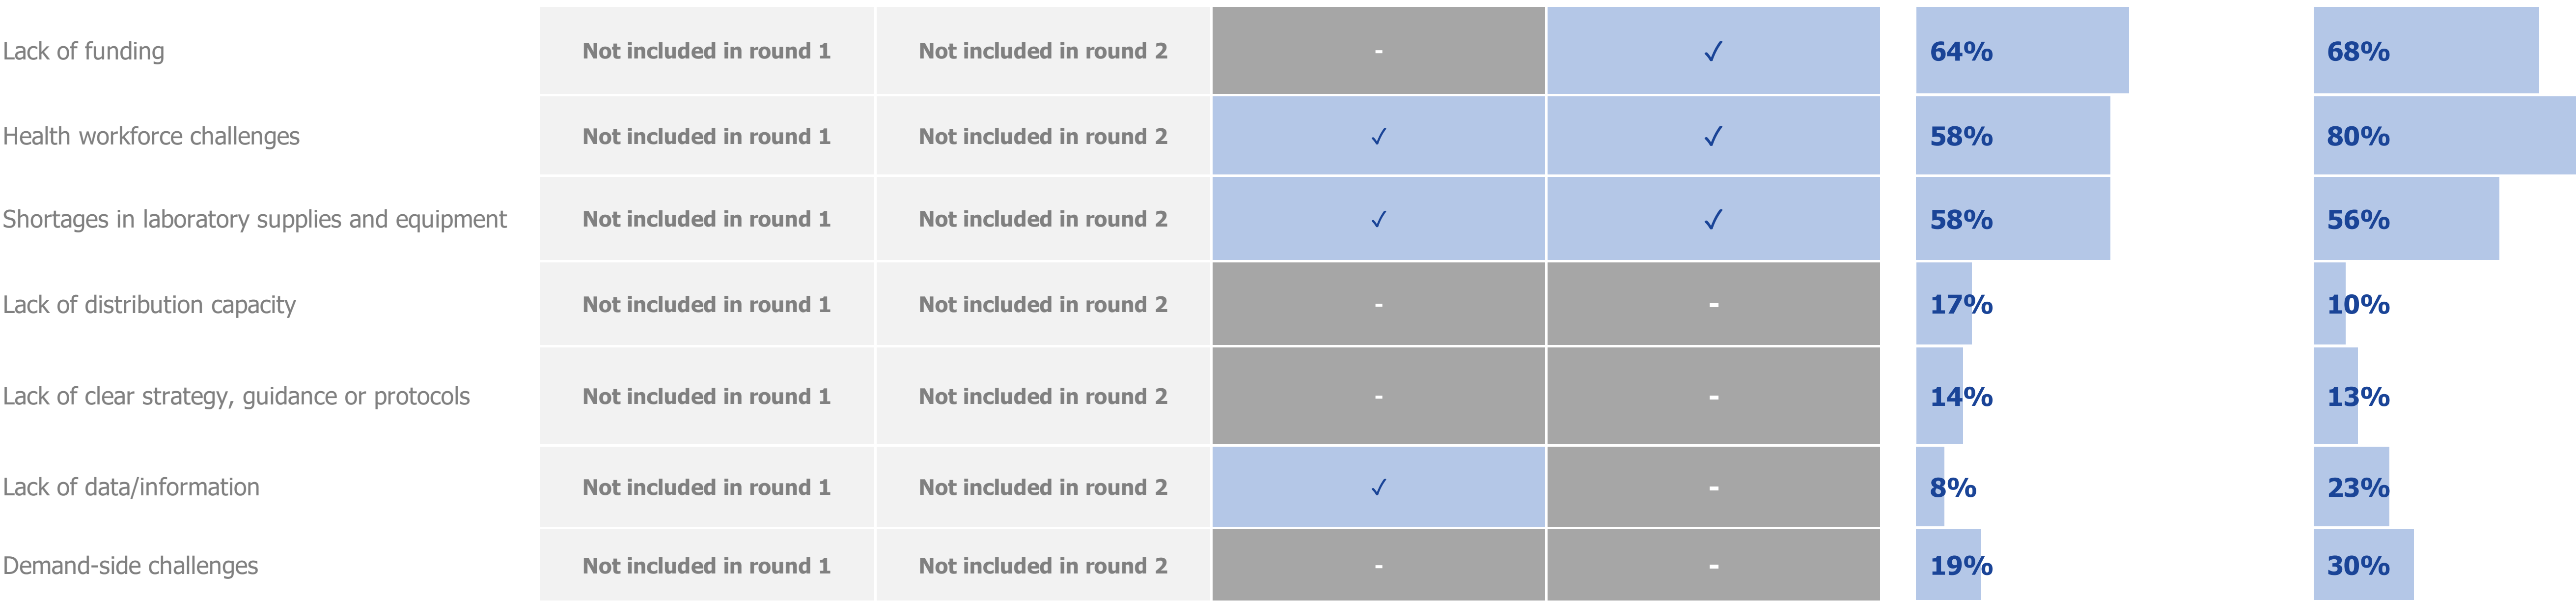 Lack of funding Not included in round 1 Not included in round 2 - ✓ 64% 68%
Health workforce challenges Not included in round 1 Not included in round 2 ✓ ✓ 58% 80%
Shortages in laboratory supplies and equipment Not included in round 1 Not included in round 2 ✓ ✓ 58% 56%
Lack of distribution capacity Not included in round 1 Not included in round 2 - - 17% 10%
Lack of clear strategy, guidance or protocols Not included in round 1 Not included in round 2 - - 14% 13%
Lack of data/information Not included in round 1 Not included in round 2 ✓ - 8% 23%
Demand-side challenges Not included in round 1 Not included in round 2 - - 19% 30%